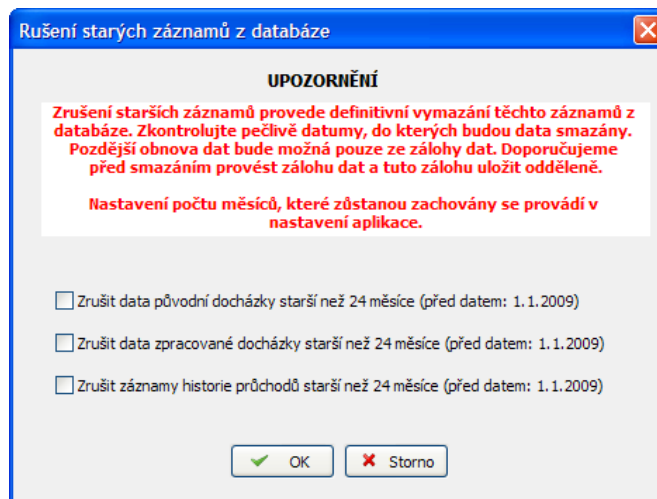 Rušení starých záznamů z databáze
UPOZORNĚNÍ
Zrušení starších záznamů provede definitivní vymazání těchto záznamů z
databáze. Zkontrolujte pečlivě datumy, do kterých budou data smazány.
Pozdější obnova dat bude možná pouze ze zálohy dat. Doporučujeme
před smazáním provést zálohu dat a tuto zálohu uložit odděleně.
Nastavení počtu měsíců, které zůstanou zachovány se provádí v
nastavení aplikace.
Zrušit data původní docházky starší než 24 měsíce (před datem: 1.1.2009)
Zrušit data zpracované docházky starší než 24 měsíce (před datem: 1.1.2009)
Zrušit záznamy historie průchodů starší než 24 měsíce (před datem: 1.1.2009)
OK
Storno